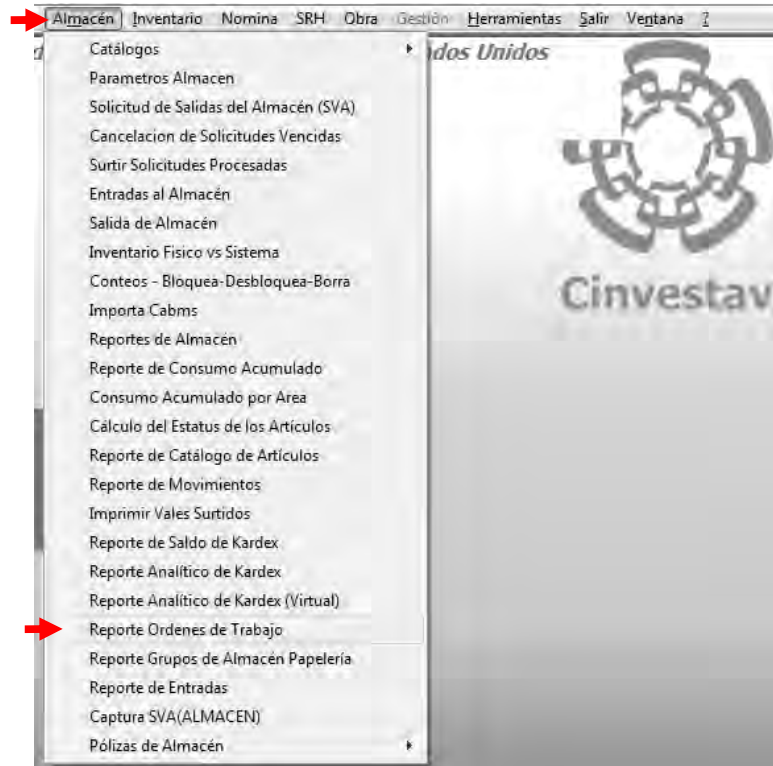 Almacén Inventario Nomina SRH Obra Gestión Herramientas Salir Ventana ?
dos Unidos
Catálogos
Parametros Almacen
Solicitud de Salidas del Almacén (SVA)
Cancelacion de Solicitudes Vencidas
Surtir Solicitudes Procesadas
Entradas al Almacén
Salida de Almacén
Inventario Fisico vs Sistema
Conteos - Bloquea-Desbloquea-Borra
Cinvestav
Importa Cabms
Reportes de Almacen
Reporte de Consumo Acumulado
Consumo Acumulado por Area
Cálculo del Estatus de los Artículos
Reporte de Catálogo de Artículos
Reporte de Movimientos
Imprimir Vales Surtidos
Reporte de Saldo de Kardex
Reporte Analítico de Kardex
Reporte Analítico de Kardex (Virtual)
Reporte Ordenes de Trabajo
Reporte Grupos de Almacén Papelería
Reporte de Entradas
Captura SVA(ALMACEN)
Pólizas de Almacén